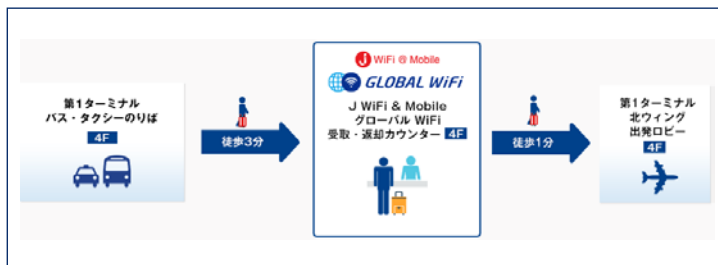 第1ターミナル
バス・タクシーのりば
4F
徒歩3分
J WiFi @ Mobile
GLOBAL WiFi
J WiFi & Mobile
グローバル WiFi
受取・返却カウンター 4F
徒歩1分
第1ターミナル
北ウィング
出発ロビー
4F